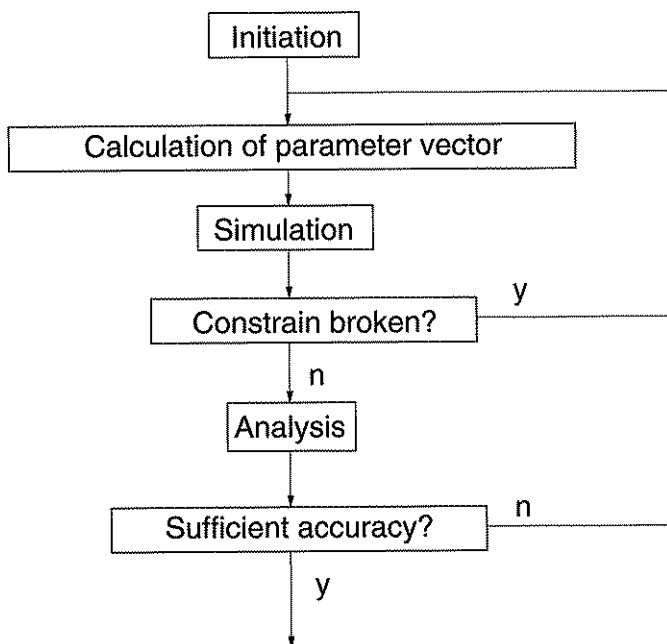 Initiation
Calculation of parameter vector
Simulation
y
Constrain broken?
n
Analysis
n
Sufficient accuracy?
y